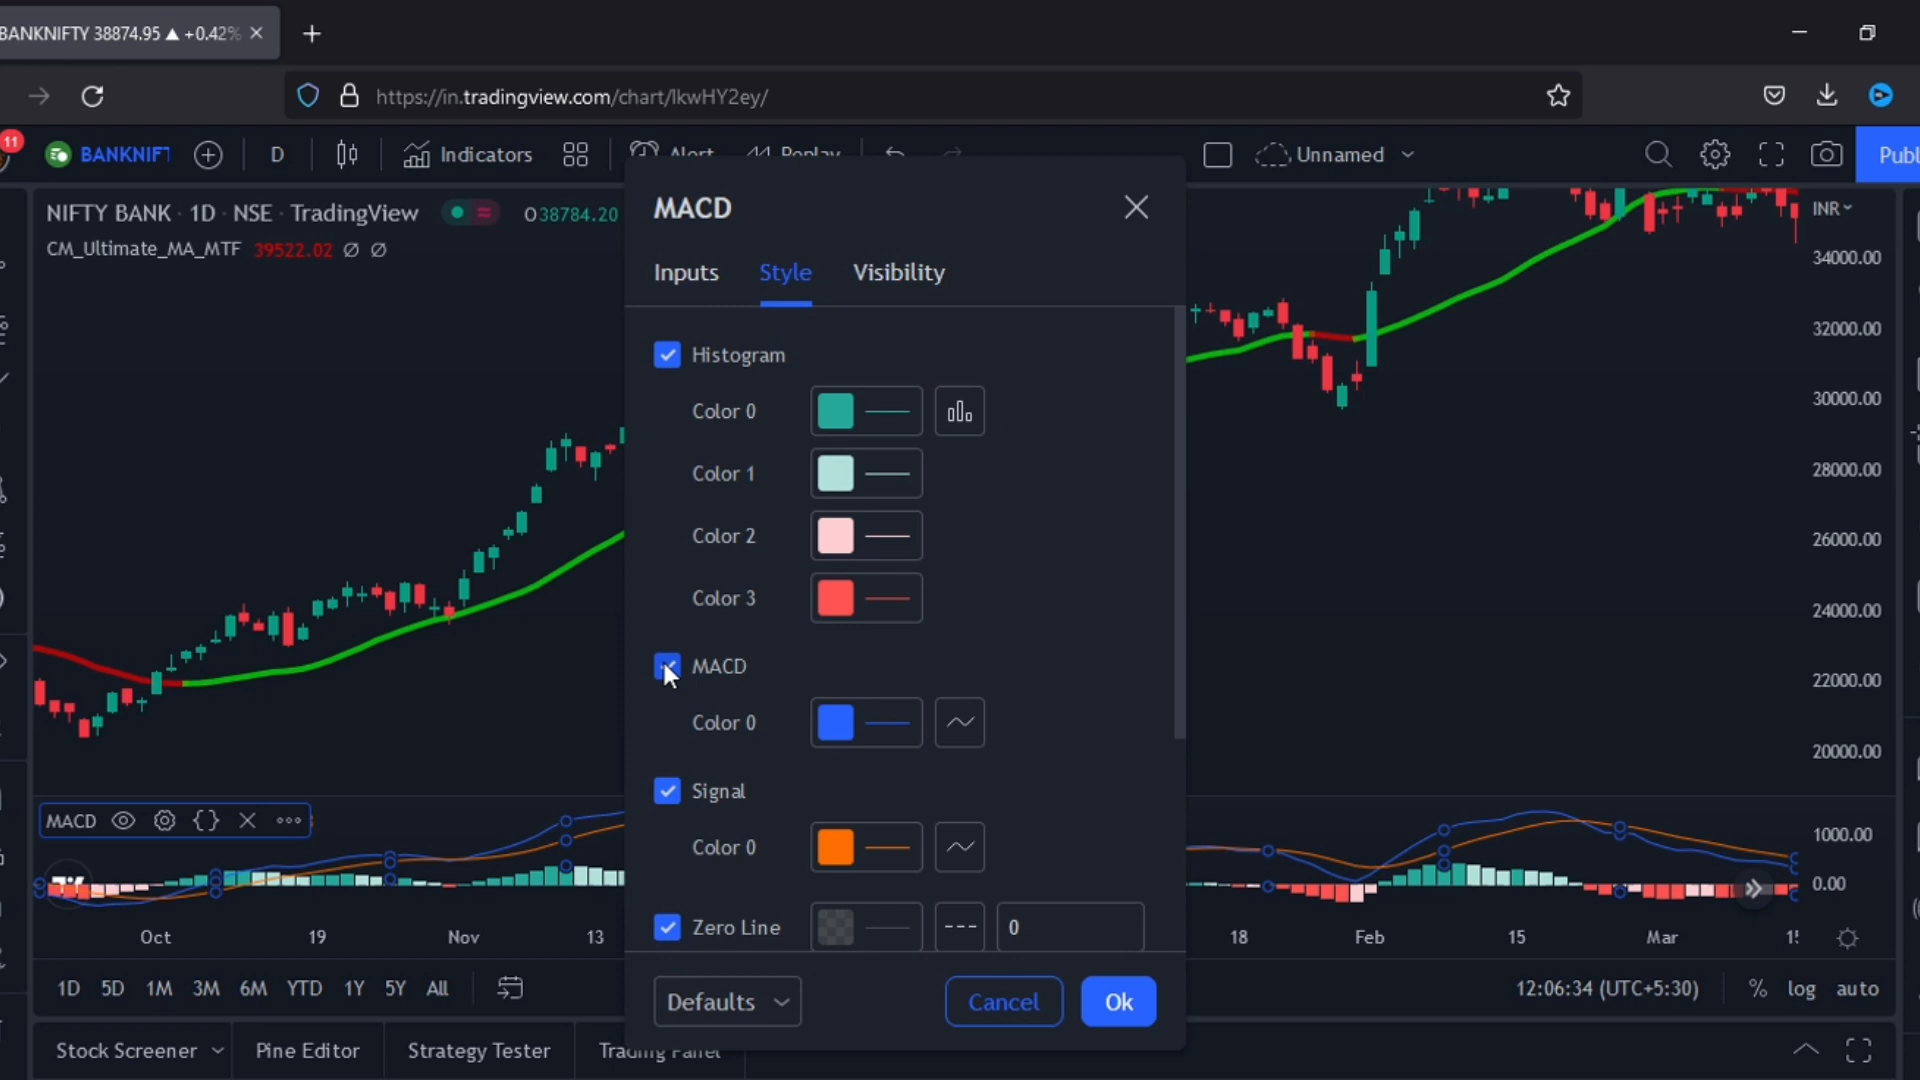 BANKNIFTY 38874.95 ▲ +0.42%
https://in.tradingview.com/chart/lkwHY2ey/
11
BANKNIFT
D
Indicators
Alert
Replay
Unnamed
Publ
NIFTY BANK · 1D · NSE · TradingView
O38784.20
CM_Ultimate_MA_MTF 39522.02 Ø Ø
INR
34000.00
32000.00
30000.00
28000.00
26000.00
24000.00
22000.00
20000.00
MACD
Inputs
Style
Visibility
Histogram
Color 0
Color 1
Color 2
Color 3
MACD
Color 0
Signal
Color 0
Zero Line
0
Defaults
Cancel
Ok
MACD
1000.00
0.00
Oct
19
Nov
13
18
Feb
15
Mar
1D 5D 1M 3M 6M YTD 1Y 5Y All
12:06:34 (UTC+5:30)
% log auto
Stock Screener
Pine Editor
Strategy Tester
Trading Panel